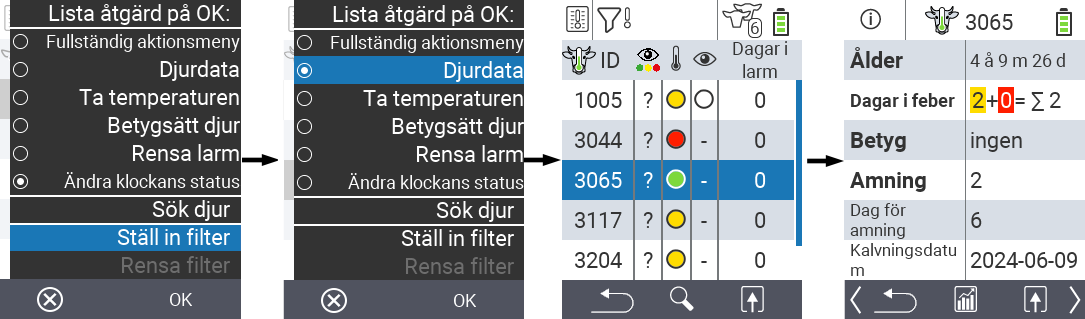 Lista åtgärd på OK:
Fullständig aktionsmeny
Djurdata
Ta temperaturen
Betygsätt djur
Rensa larm
Ändra klockans status
Sök djur
Ställ in filter
Rensa filter
OK
Lista åtgärd på OK:
Fullständig aktionsmeny
Djurdata
Ta temperaturen
Betygsätt djur
Rensa larm
Ändra klockans status
Sök djur
Ställ in filter
Rensa filter
OK
6
ID Dagar i
larm
1005 ? 0
3044 ? - 0
3065 ? - 0
3117 ? - 0
3204 ? - 0
3065
Ålder 4 å 9 m 26 d
Dagar i feber 2+0= ∑ 2
Betyg ingen
Amning 2
Dag för
amning 6
Kalvningsdatu
m 2024-06-09